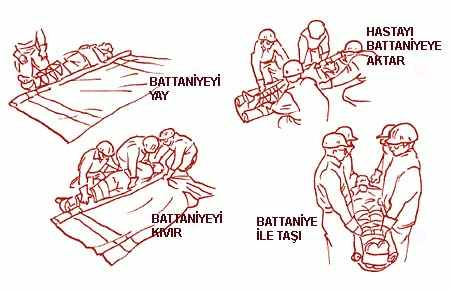 BATTANİYEYİ
YAY
HASTAYI
BATTANİYEYE
AKTAR
BATTANİYEYİ
KIVIR
BATTANİYE
İLE TAŞI